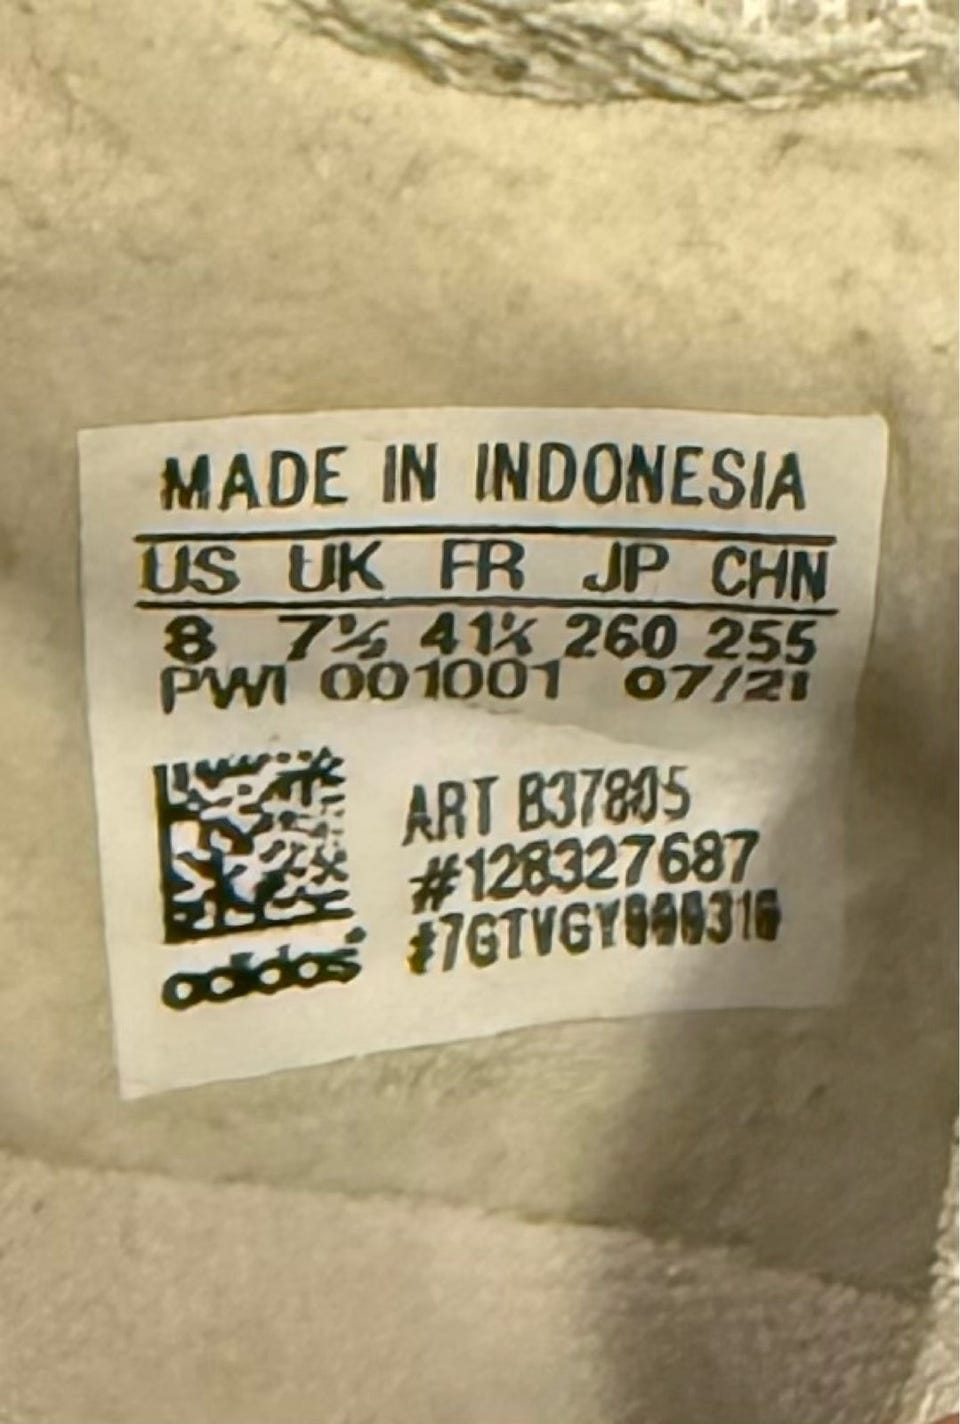 MADE IN INDONESIA
US UK FR JP CHN
8 7½ 41⅓ 260 255
PWI 001001 07/21
ART B37805
#128327687
adidas